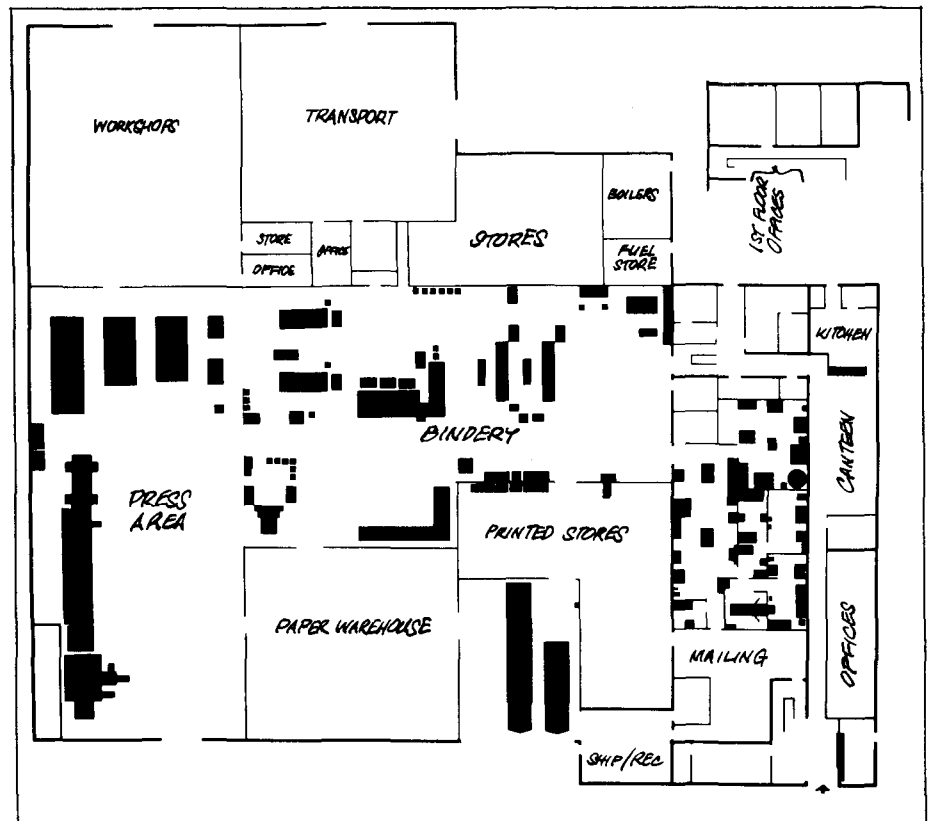 WORKSHOPS
TRANSPORT
STORE
OFFICE
OFFICE
STORES
BOILERS
FUEL
STORE
1ST FLOOR
OFFICES
KITCHEN
CANTEEN
BINDERY
PRESS
AREA
PRINTED STORES
PAPER WAREHOUSE
MAILING
OFFICES
SHIP/REC